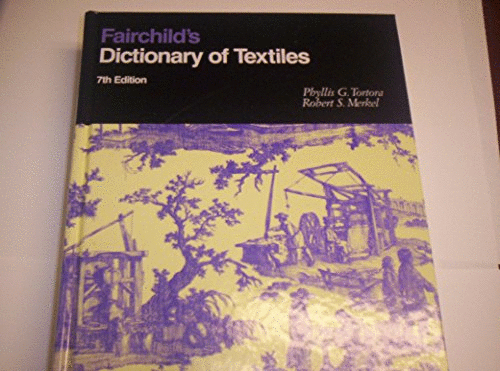 Fairchild's
Dictionary of Textiles
7th Edition
Phyllis G. Tortora
Robert S. Merkel